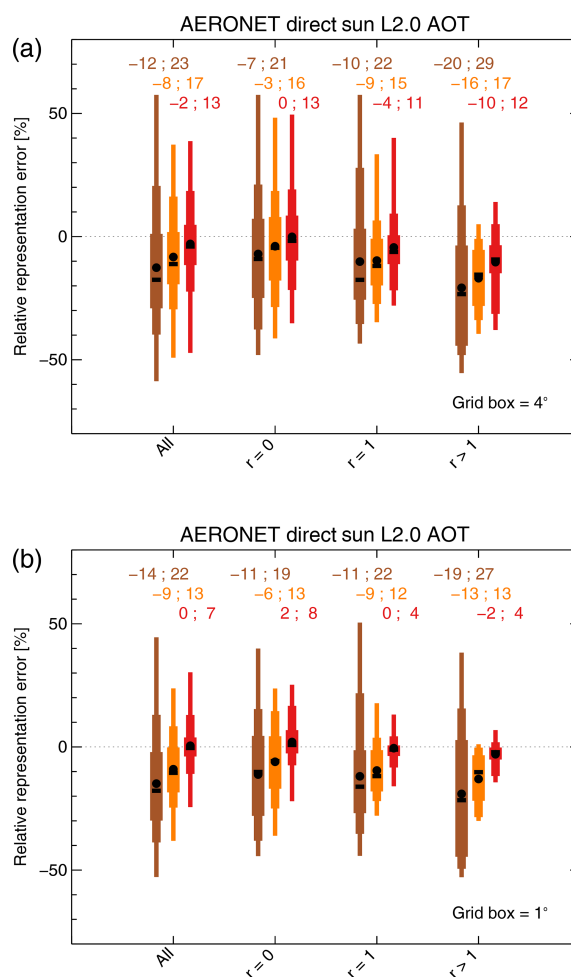 (a)
AERONET direct sun L2.0 AOT
−12 ; 23
−7 ; 21
−10 ; 22
−20 ; 29
−8 ; 17
−3 ; 16
−9 ; 15
−16 ; 17
−2 ; 13
0 ; 13
−4 ; 11
−10 ; 12
Relative representation error [%]
50
0
−50
Grid box = 4°
All
r = 0
r = 1
r > 1
(b)
AERONET direct sun L2.0 AOT
−14 ; 22
−11 ; 19
−11 ; 22
−19 ; 27
−9 ; 13
−6 ; 13
−9 ; 12
−13 ; 13
0 ; 7
2 ; 8
0 ; 4
−2 ; 4
Relative representation error [%]
50
0
−50
Grid box = 1°
All
r = 0
r = 1
r > 1